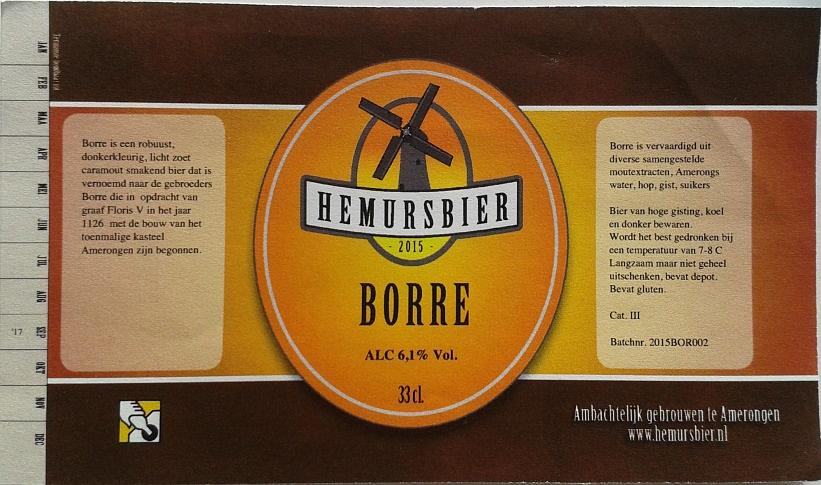 JAN
FEB
MAA
APR
MEI
JUN
JUL
AUG
'17 SEP
OKT
NOV
DEC
Borre is een robuust,
donkerkleurig, licht zoet
caramout smakend bier dat is
vernoemd naar de gebroeders
Borre die in opdracht van
graaf Floris V in het jaar
1126 met de bouw van het
toenmalige kasteel
Amerongen zijn begonnen.
HEMURSBIER
- 2015 -
BORRE
ALC 6,1% Vol.
33 cl.
Borre is vervaardigd uit
diverse samengestelde
moutextracten, Amerongs
water, hop, gist, suikers
Bier van hoge gisting, koel
en donker bewaren.
Wordt het best gedronken bij
een temperatuur van 7-8 C
Langzaam maar niet geheel
uitschenken, bevat depot.
Bevat gluten.
Cat. III
Batchnr. 2015BOR002
Ambachtelijk gebrouwen te Amerongen
www.hemursbier.nl